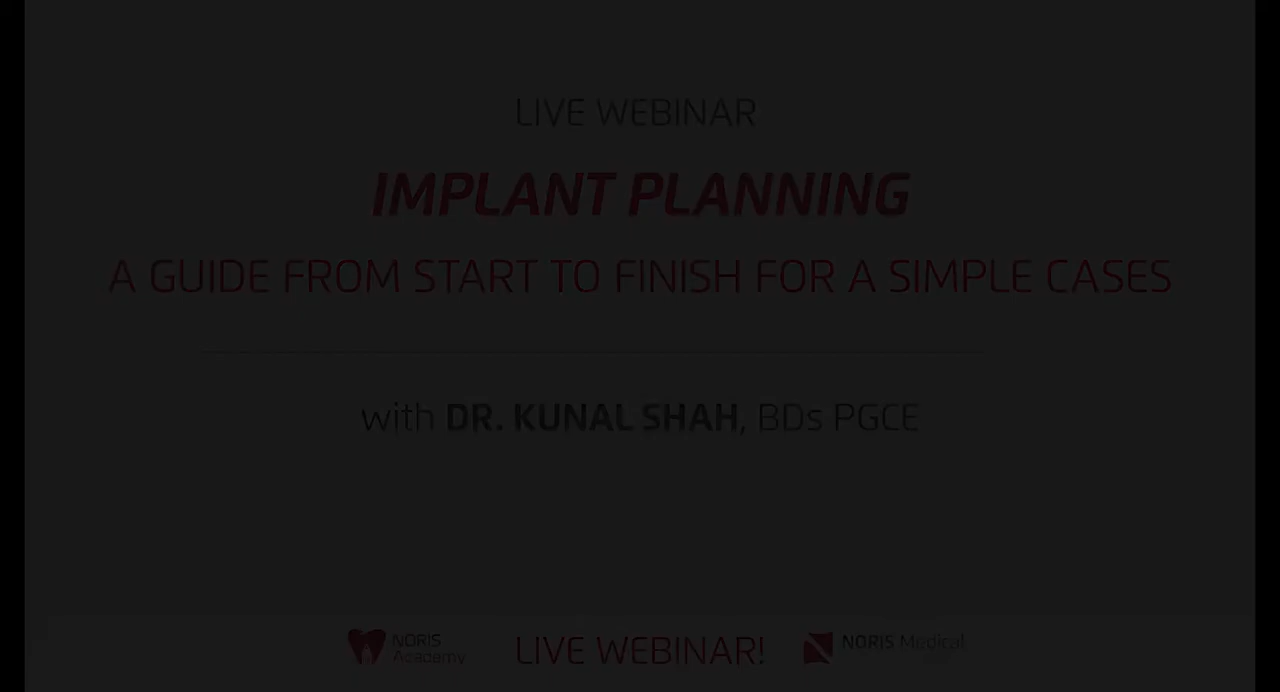 LIVE WEBINAR
IMPLANT PLANNING
A GUIDE FROM START TO FINISH FOR A SIMPLE CASES
with DR. KUNAL SHAH, BDs PGCE
NORIS
Academy
LIVE WEBINAR!
NORIS Medical